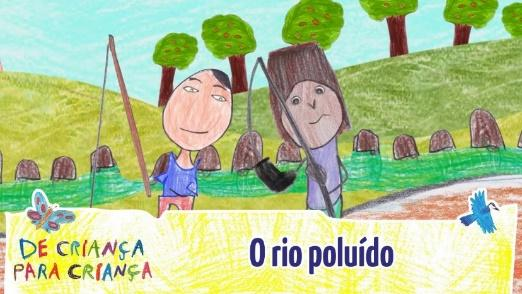 DE CRIANÇA
PARA CRIANÇA
O rio poluído